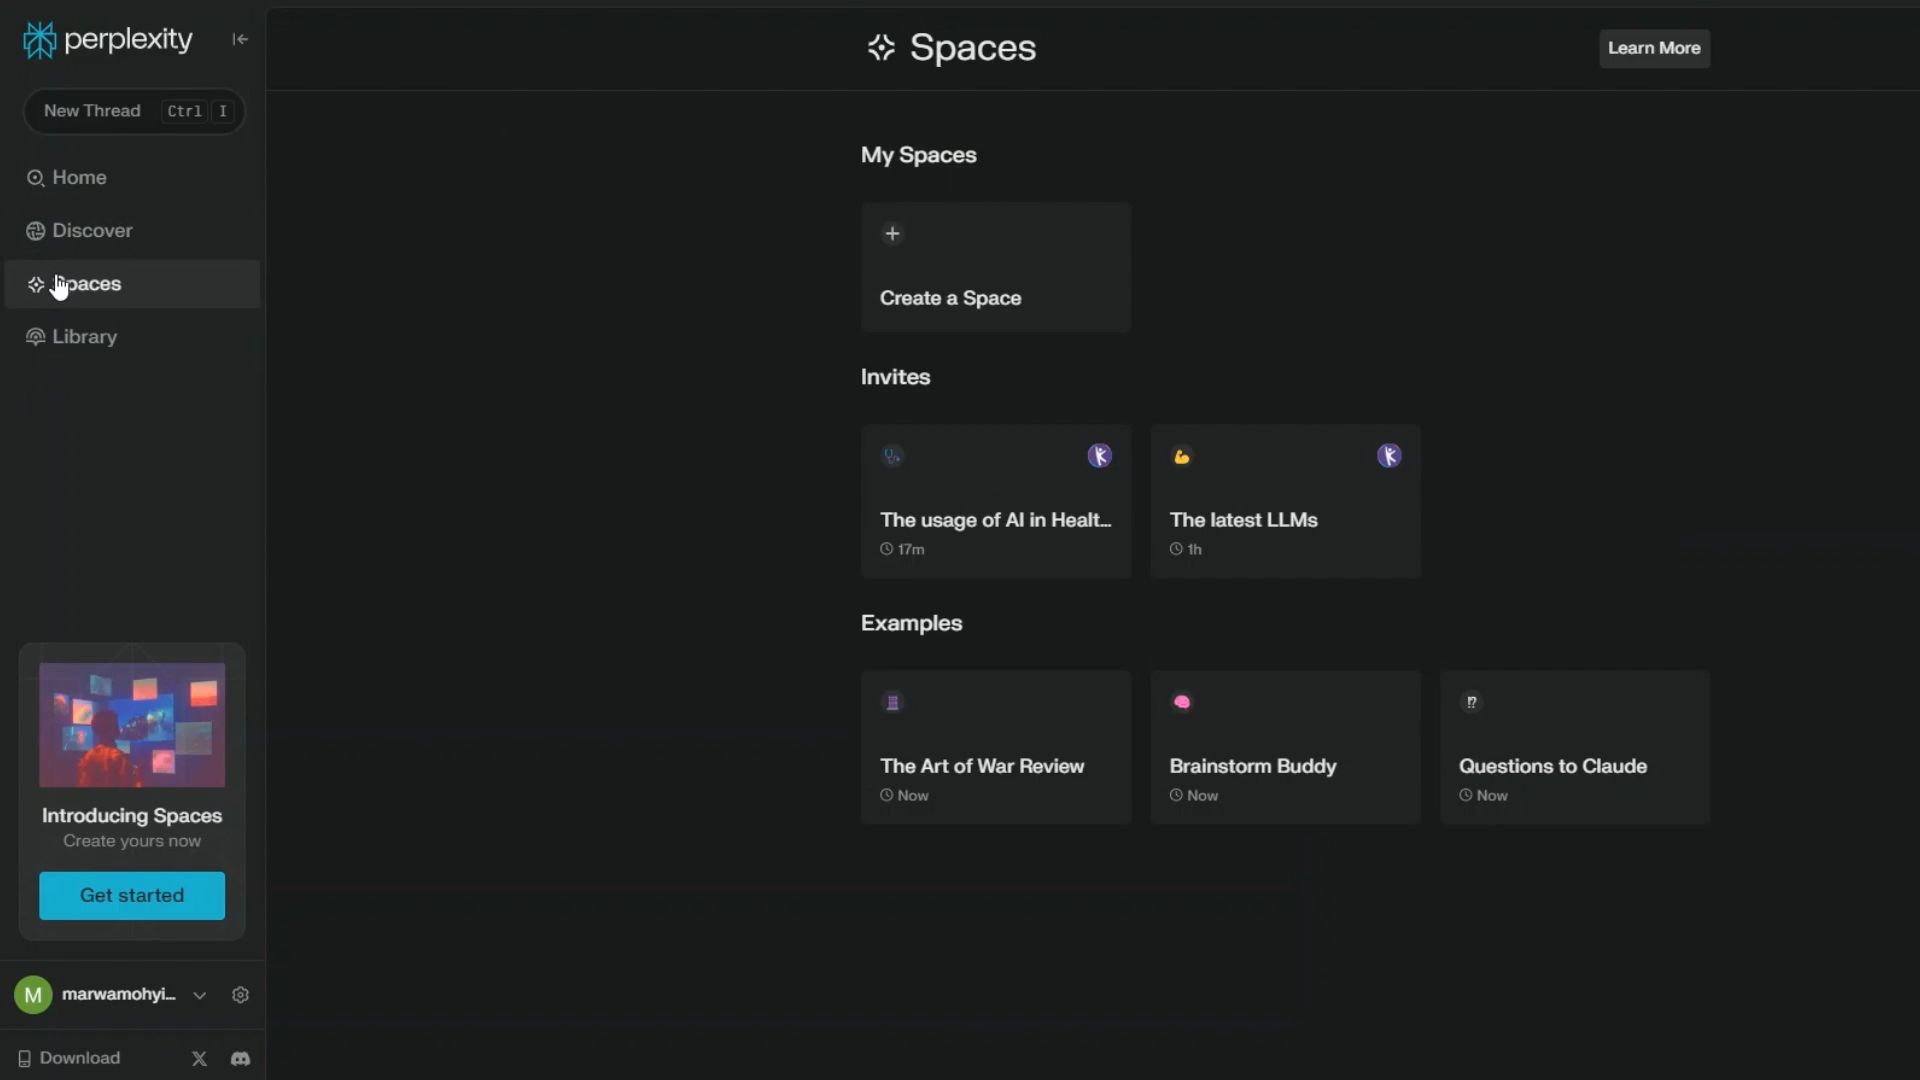 perplexity
New Thread Ctrl I
Home
Discover
Spaces
Library
Introducing Spaces
Create yours now
Get started
M marwamohyi...
Download
Spaces
Learn More
My Spaces
Create a Space
Invites
The usage of AI in Healt...
17m
The latest LLMs
1h
Examples
The Art of War Review
Now
Brainstorm Buddy
Now
⁉
Questions to Claude
Now